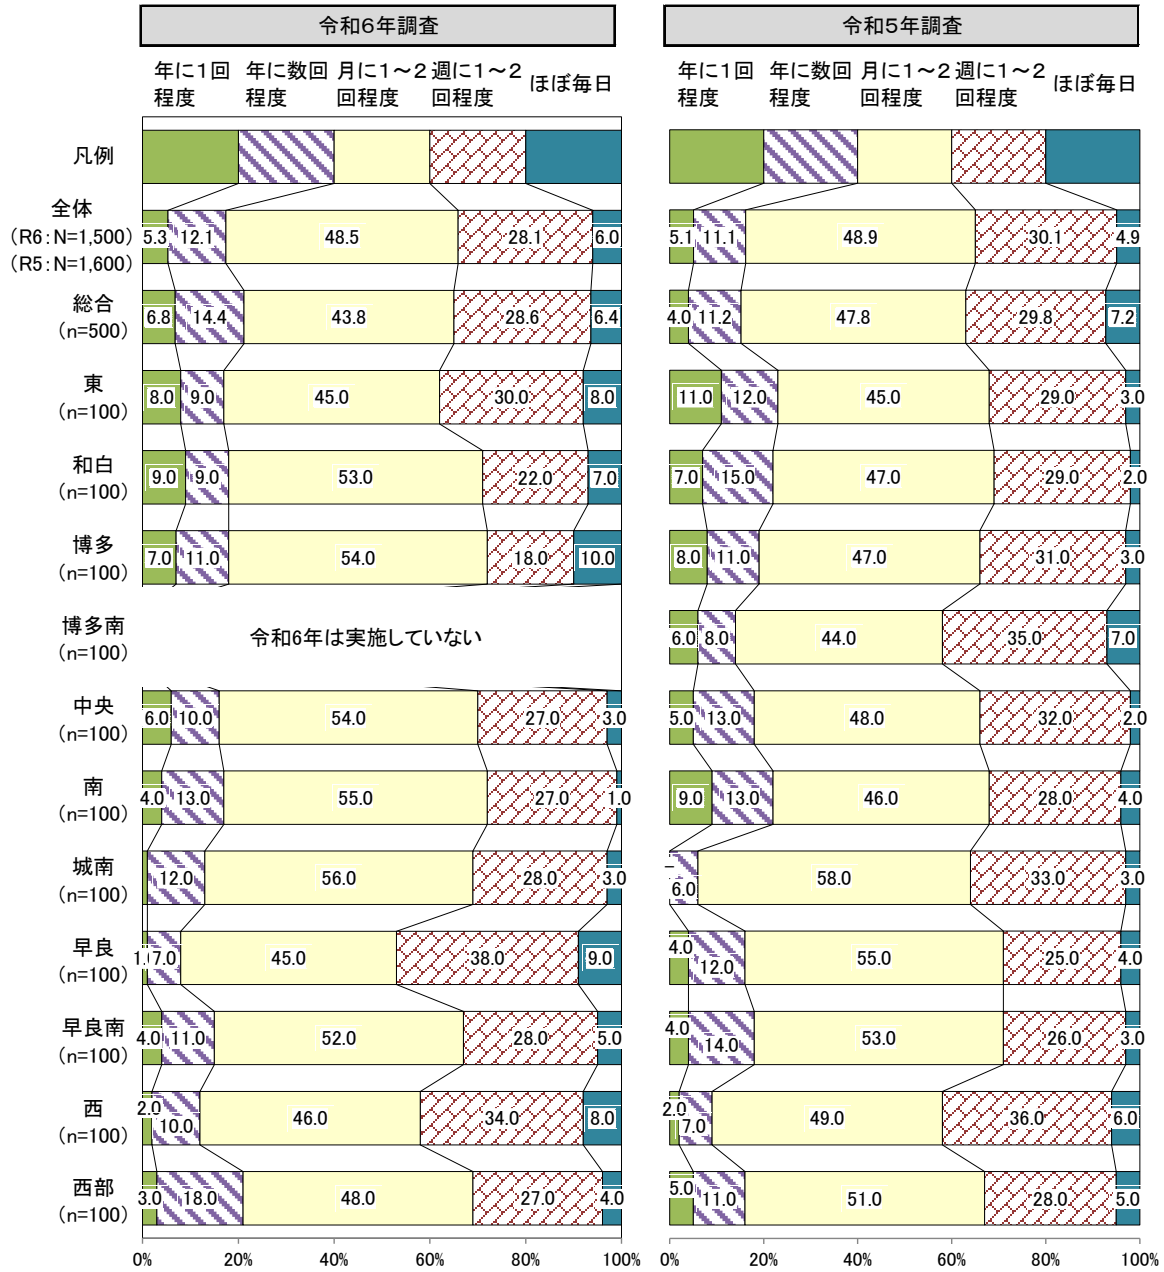 令和6年調査 令和5年調査
年に1回 年に数回 月に1～2 週に1～2 ほぼ毎日 年に1回 年に数回 月に1～2 週に1～2 ほぼ毎日
程度 程度 回程度 回程度 程度 程度 回程度 回程度
凡例
全体
（R6：N=1,500） 5.3 12.1 48.5 28.1 6.0 5.1 11.1 48.9 30.1 4.9
（R5：N=1,600）
総合
（n=500） 6.8 14.4 43.8 28.6 6.4 4.0 11.2 47.8 29.8 7.2
東
（n=100） 8.0 9.0 45.0 30.0 8.0 11.0 12.0 45.0 29.0 3.0
和白
（n=100） 9.0 9.0 53.0 22.0 7.0 7.0 15.0 47.0 29.0 2.0
博多
（n=100） 7.0 11.0 54.0 18.0 10.0 8.0 11.0 47.0 31.0 3.0
博多南
（n=100） 令和6年は実施していない 6.0 8.0 44.0 35.0 7.0
中央
（n=100） 6.0 10.0 54.0 27.0 3.0 5.0 13.0 48.0 32.0 2.0
南
（n=100） 4.0 13.0 55.0 27.0 1.0 9.0 13.0 46.0 28.0 4.0
城南
（n=100） 12.0 56.0 28.0 3.0 6.0 58.0 33.0 3.0
早良
（n=100） 7.0 45.0 38.0 9.0 4.0 12.0 55.0 25.0 4.0
早良南
（n=100） 4.0 11.0 52.0 28.0 5.0 4.0 14.0 53.0 26.0 3.0
西
（n=100） 2.0 10.0 46.0 34.0 8.0 2.0 7.0 49.0 36.0 6.0
西部
（n=100） 3.0 18.0 48.0 27.0 4.0 5.0 11.0 51.0 28.0 5.0
0% 20% 40% 60% 80% 100% 0% 20% 40% 60% 80% 100%